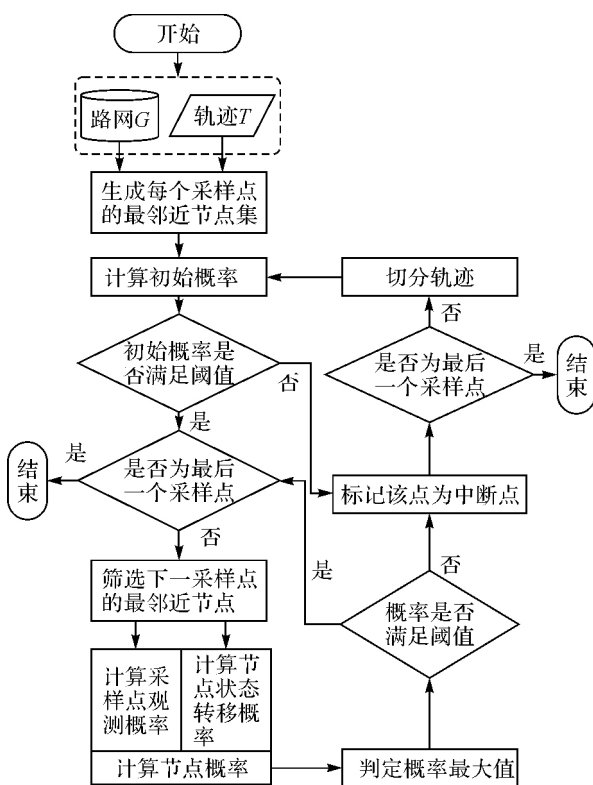 开始
路网G
轨迹T
生成每个采样点
的最邻近节点集
计算初始概率
切分轨迹
否
初始概率是
否满足阈值
否
是否为最后
一个采样点
是
结
束
是
是
结
束
是否为最后
一个采样点
标记该点为中断点
否
是
否
筛选下一采样点
的最邻近节点
概率是否
满足阈值
计算采
样点观
测概率
计算节
点状态
转移概
率
计算节点概率
判定概率最大值